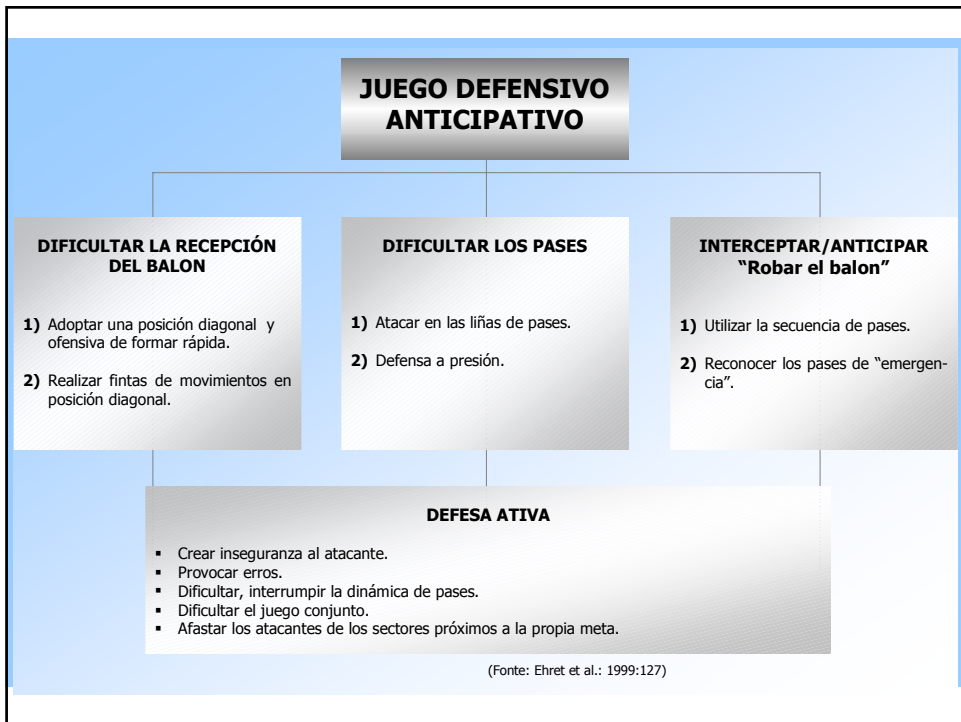 JUEGO DEFENSIVO
ANTICIPATIVO
DIFICULTAR LA RECEPCIÓN
DEL BALON
1) Adoptar una posición diagonal y
ofensiva de formar rápida.
2) Realizar fintas de movimientos en
posición diagonal.
DIFICULTAR LOS PASES
1) Atacar en las liñas de pases.
2) Defensa a presión.
INTERCEPTAR/ANTICIPAR
“Robar el balon”
1) Utilizar la secuencia de pases.
2) Reconocer los pases de “emergen-
cia”.
DEFESA ATIVA
▪ Crear inseguranza al atacante.
▪ Provocar erros.
▪ Dificultar, interrumpir la dinámica de pases.
▪ Dificultar el juego conjunto.
▪ Afastar los atacantes de los sectores próximos a la propia meta.
(Fonte: Ehret et al.: 1999:127)